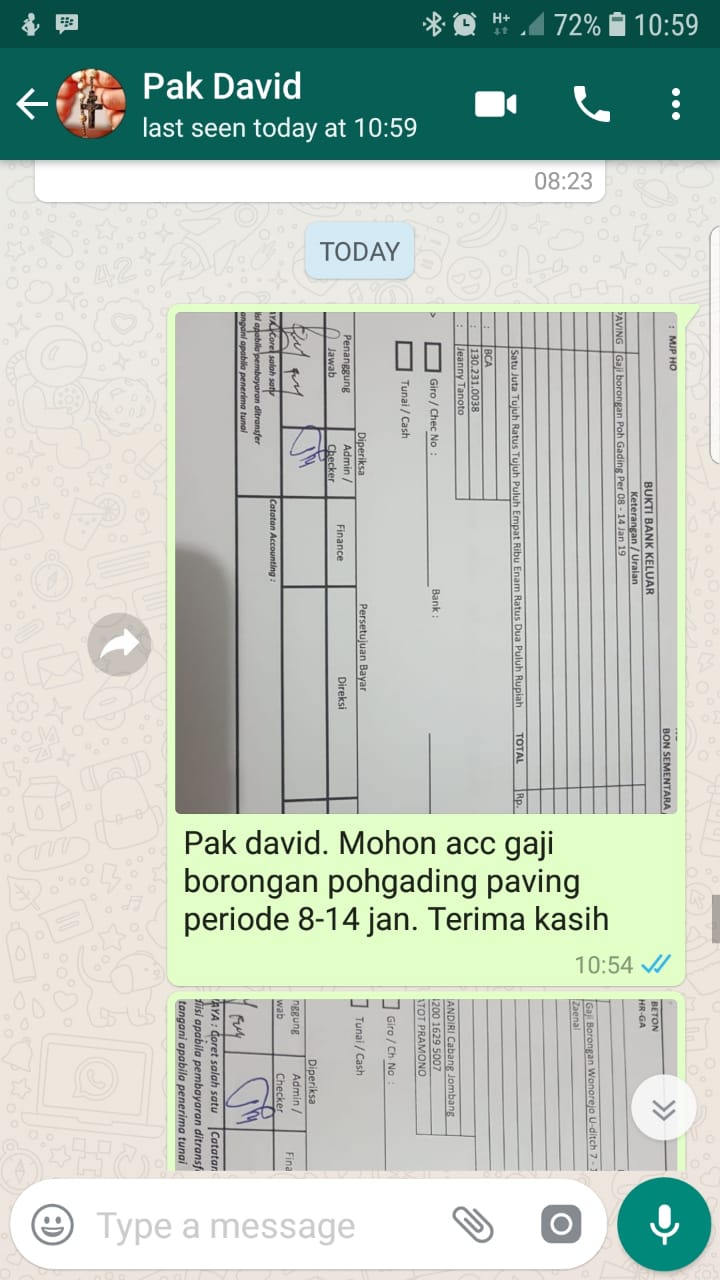 72% 10:59
H+
Pak David
last seen today at 10:59
08:23
TODAY
: MJP HO
BON SEMENTARA
BUKTI BANK KELUAR
Keterangan / Uraian
PAVING Gaji borongan Poh Gading Per 08 - 14 Jan 19
Satu Juta Tujuh Ratus Tujuh Puluh Empat Ribu Enam Ratus Dua Puluh Rupiah TOTAL Rp.
: BCA
: 130.231.0038
: Jeanny Tanoto
Giro / Chec No : Bank :
Tunai / Cash
Diperiksa Persetujuan Bayar
Penanggung Jawab Admin / Checker Finance Direksi
AYA : Coret salah satu Catatan Accounting :
isi apabila pembayaran ditransfer
angani apabila penerima tunai
Pak david. Mohon acc gaji
borongan pohgading paving
periode 8-14 jan. Terima kasih
10:54
BETON
HR-GA
Gaji Borongan Wonorejo U-ditch 7 -
Zaenal
ANDIRI Cabang Jombang
200 1629 5007
TOT PRAMONO
Giro / Ch No :
Tunai / Cash
Diperiksa
nggung Admin / Fina
wab Checker
AYA : Coret salah satu Catatan
iisi apabila pembayaran ditransf
tangani apabila penerima tunai
Type a message